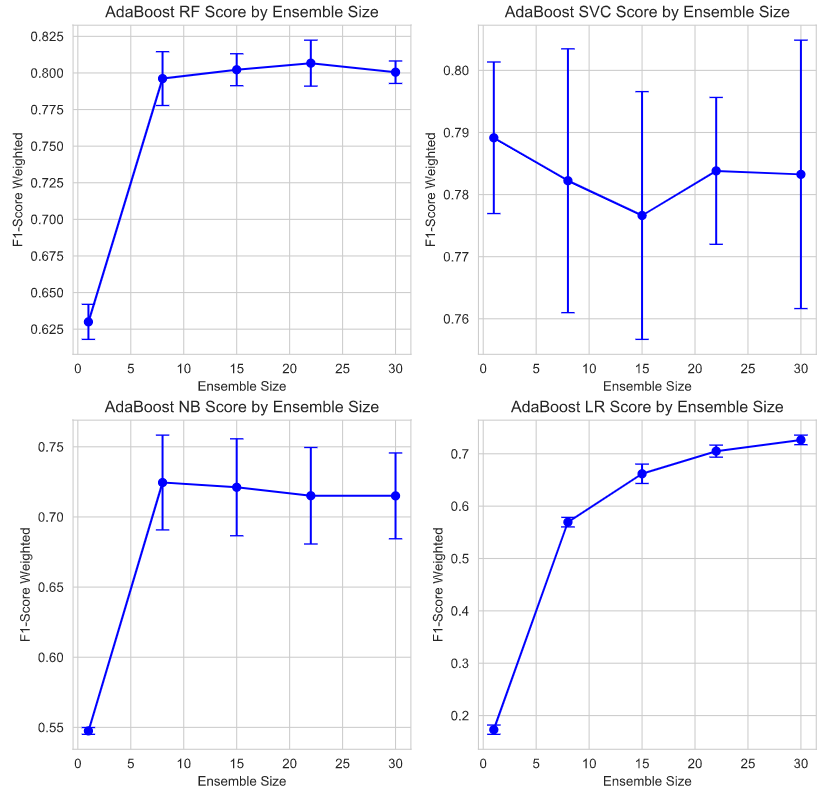 AdaBoost RF Score by Ensemble Size
F1-Score Weighted
0.825
0.800
0.775
0.750
0.725
0.700
0.675
0.650
0.625
0 5 10 15 20 25 30
Ensemble Size
AdaBoost SVC Score by Ensemble Size
F1-Score Weighted
0.80
0.79
0.78
0.77
0.76
0 5 10 15 20 25 30
Ensemble Size
AdaBoost NB Score by Ensemble Size
F1-Score Weighted
0.75
0.70
0.65
0.60
0.55
0 5 10 15 20 25 30
Ensemble Size
AdaBoost LR Score by Ensemble Size
F1-Score Weighted
0.7
0.6
0.5
0.4
0.3
0.2
0 5 10 15 20 25 30
Ensemble Size